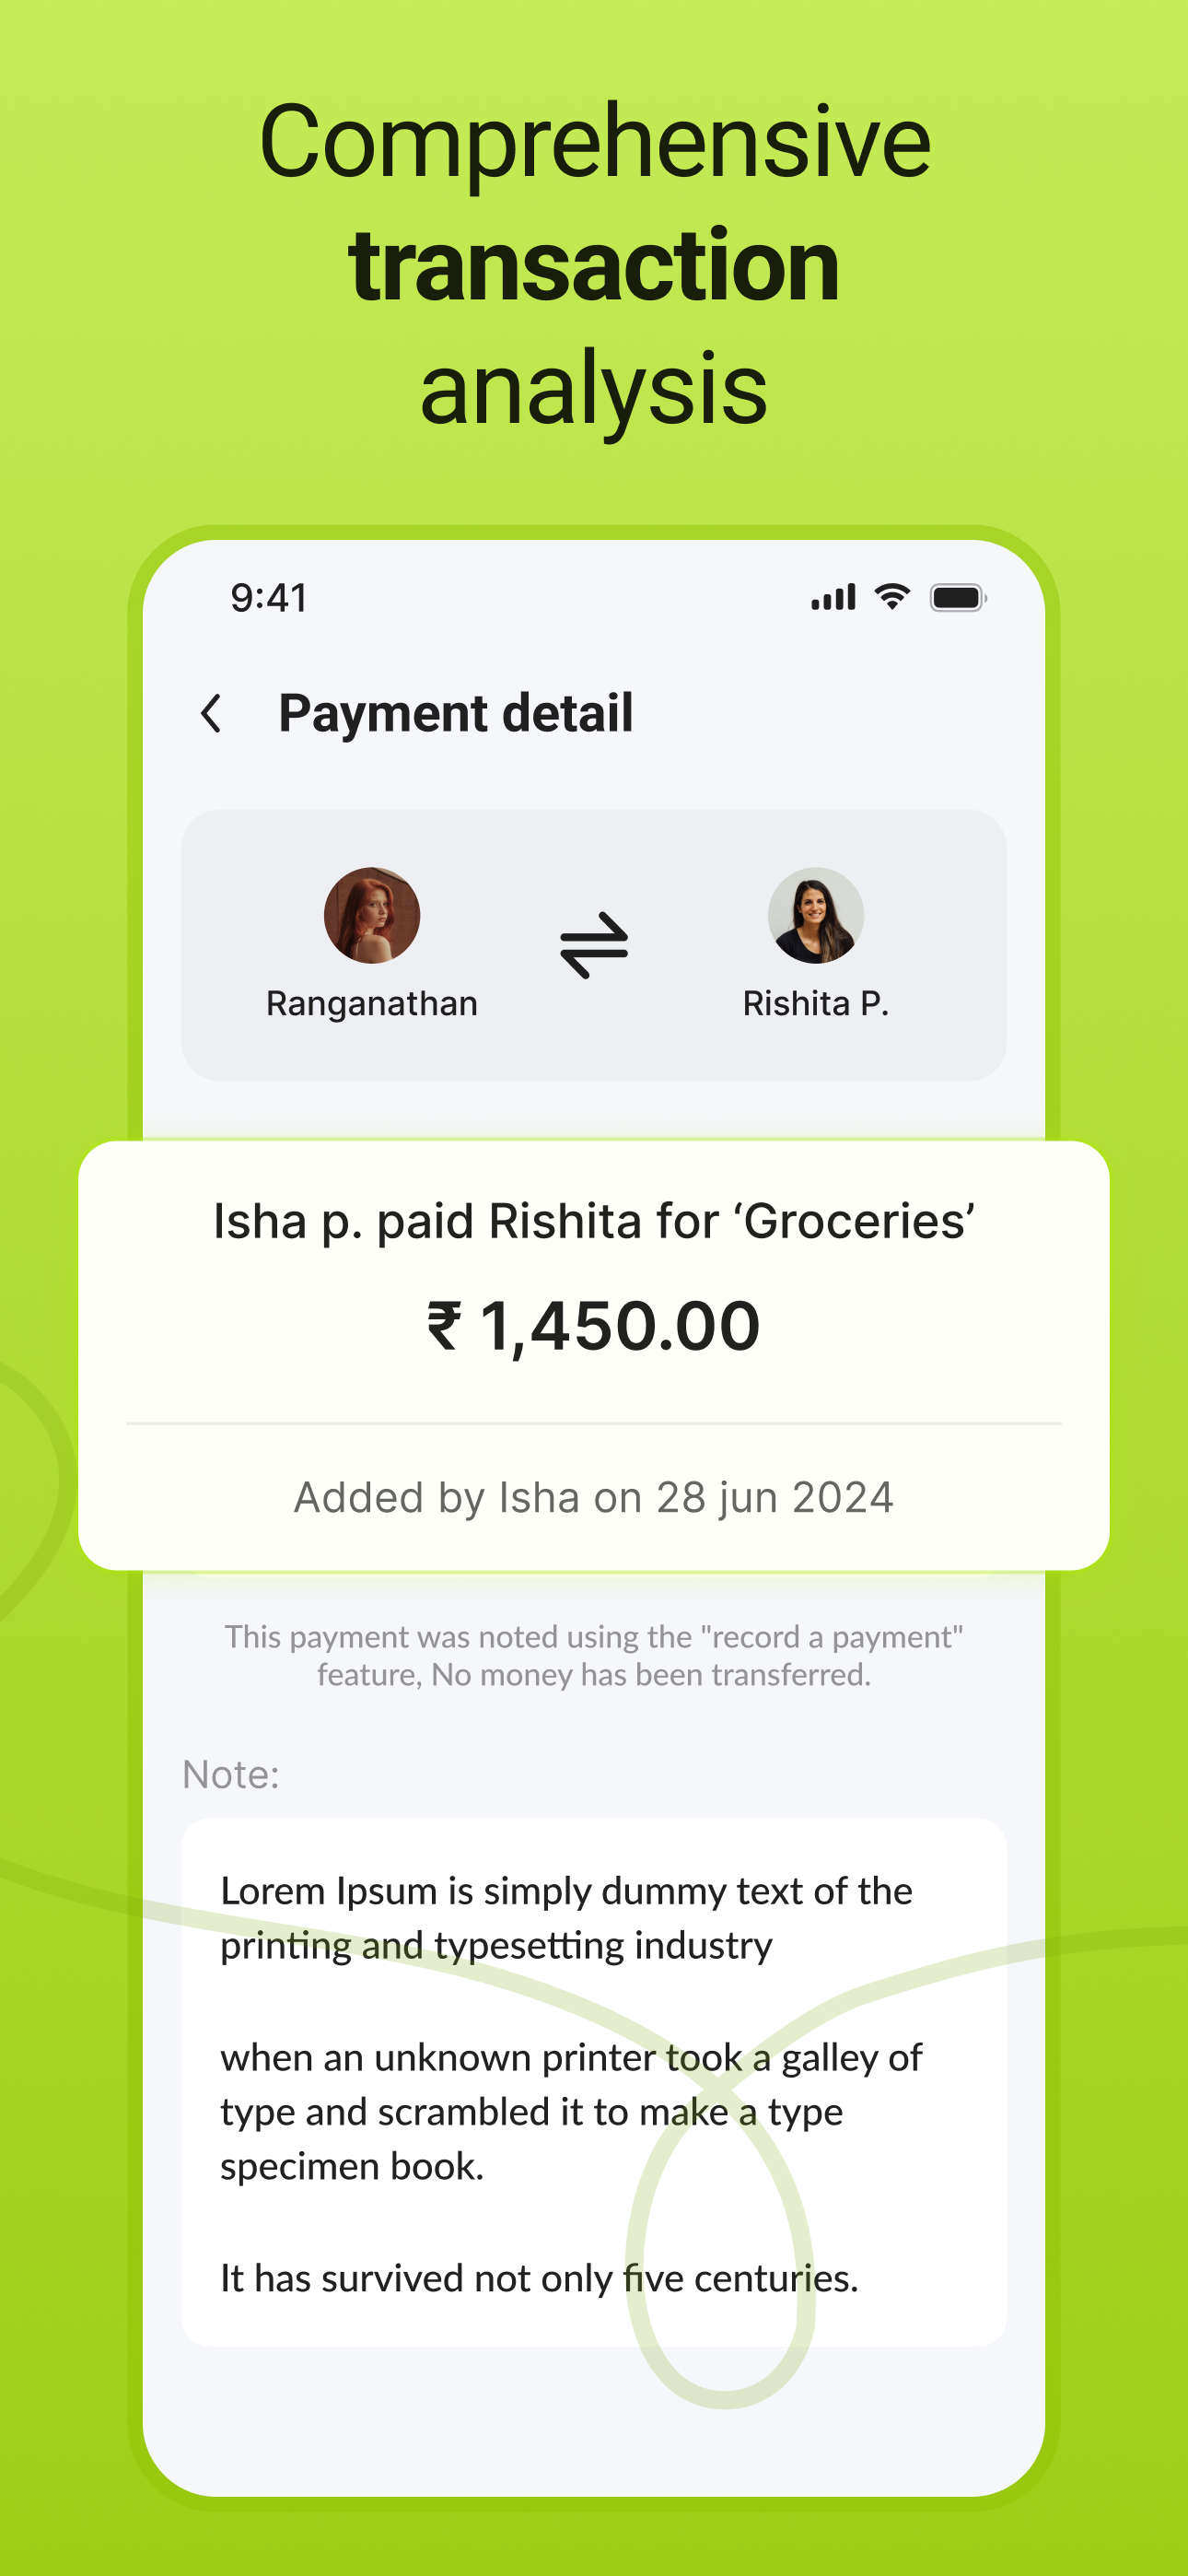 Comprehensive
transaction
analysis
9:41
Payment detail
Ranganathan
Rishita P.
Isha p. paid Rishita for ‘Groceries’
₹ 1,450.00
Added by Isha on 28 jun 2024
This payment was noted using the "record a payment"
feature, No money has been transferred.
Note:
Lorem Ipsum is simply dummy text of the
printing and typesetting industry
when an unknown printer took a galley of
type and scrambled it to make a type
specimen book.
It has survived not only five centuries.